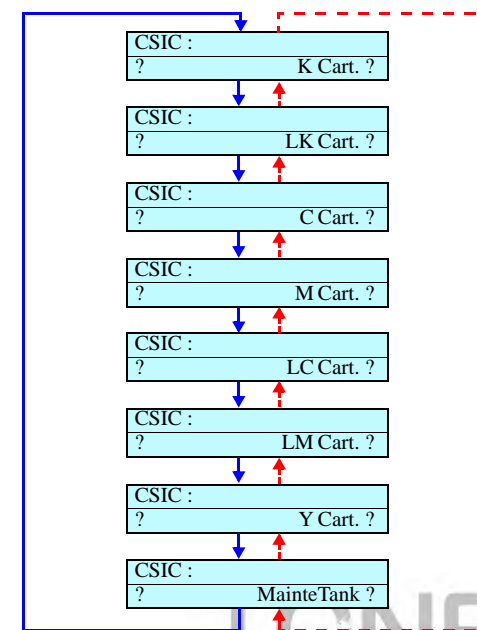 CSIC :
? K Cart. ?
CSIC :
? LK Cart. ?
CSIC :
? C Cart. ?
CSIC :
? M Cart. ?
CSIC :
? LC Cart. ?
CSIC :
? LM Cart. ?
CSIC :
? Y Cart. ?
CSIC :
? MainteTank ?